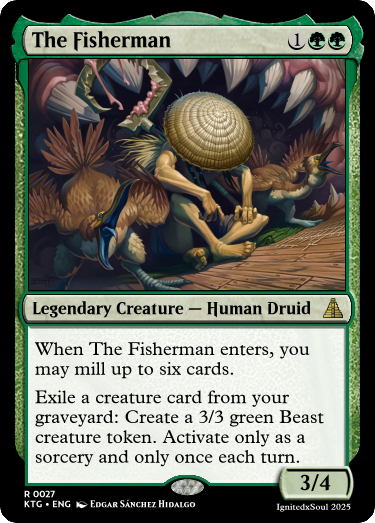 The Fisherman 1
Legendary Creature — Human Druid
When The Fisherman enters, you
may mill up to six cards.
Exile a creature card from your
graveyard: Create a 3/3 green Beast
creature token. Activate only as a
sorcery and only once each turn.
3/4
R 0027
KTG • ENG Edgar Sánchez Hidalgo
IgnitedxSoul 2025